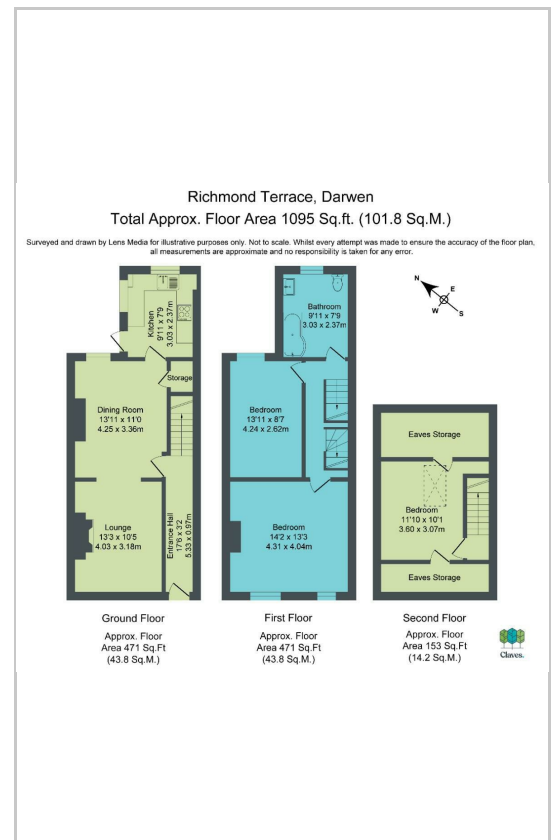 Richmond Terrace, Darwen
Total Approx. Floor Area 1095 Sq.ft. (101.8 Sq.M.)
Surveyed and drawn by Lens Media for illustrative purposes only. Not to scale. Whilst every attempt was made to ensure the accuracy of the floor plan,
all measurements are approximate and no responsibility is taken for any error.
Kitchen
9'11 x 7'9
3.03 x 2.37m
Storage
Dining Room
13'11 x 11'0
4.25 x 3.36m
Lounge
13'3 x 10'5
4.03 x 3.18m
Entrance Hall
17'6 x 3'2
5.33 x 0.97m
Ground Floor
Approx. Floor
Area 471 Sq.Ft
(43.8 Sq.M.)
Bathroom
9'11 x 7'9
3.03 x 2.37m
Bedroom
13'11 x 8'7
4.24 x 2.62m
Bedroom
14'2 x 13'3
4.31 x 4.04m
First Floor
Approx. Floor
Area 471 Sq.Ft
(43.8 Sq.M.)
N
E
W
S
Eaves Storage
Bedroom
11'10 x 10'1
3.60 x 3.07m
Eaves Storage
Second Floor
Approx. Floor
Area 153 Sq.Ft
(14.2 Sq.M.)
Claves.